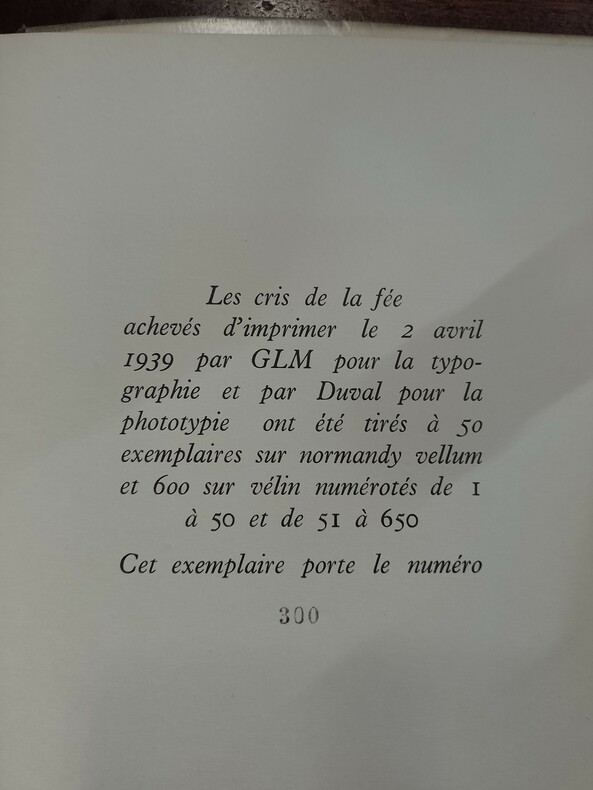 Les cris de la fée
achevés d'imprimer le 2 avril
1939 par GLM pour la typo-
graphie et par Duval pour la
phototypie ont été tirés à 50
exemplaires sur normandy vellum
et 600 sur vélin numérotés de 1
à 50 et de 51 à 650
Cet exemplaire porte le numéro
300